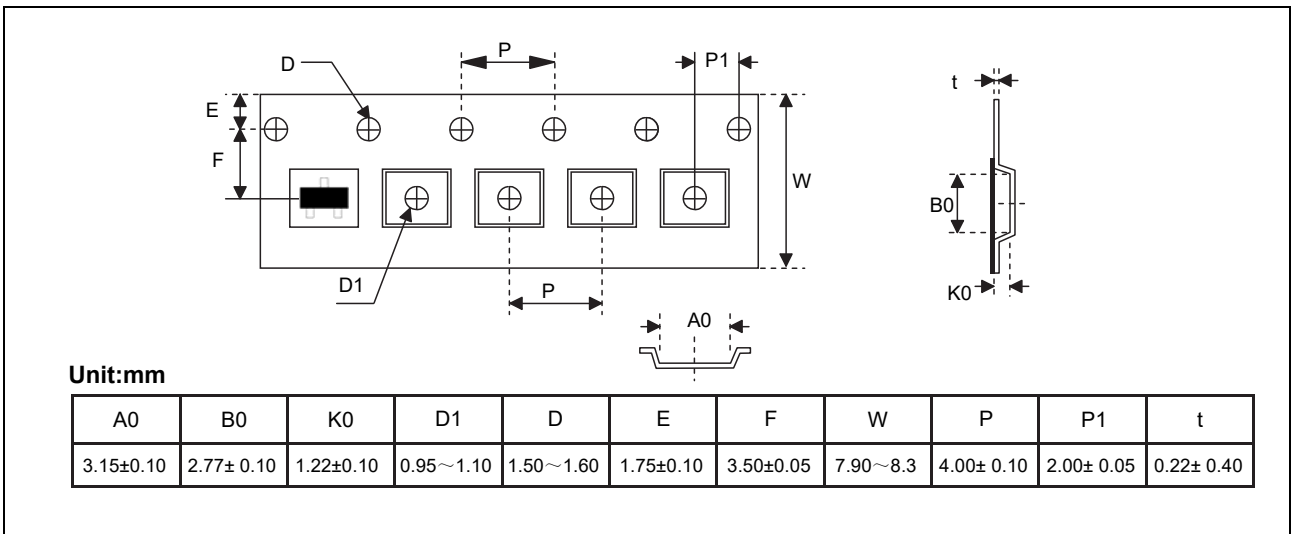 P
D
P1
t
E
F
W
B0
D1
P
K0
A0
Unit:mm
A0 B0 K0 D1 D E F W P P1 t
3.15±0.10 2.77± 0.10 1.22±0.10 0.95～1.10 1.50～1.60 1.75±0.10 3.50±0.05 7.90～8.3 4.00± 0.10 2.00± 0.05 0.22± 0.40